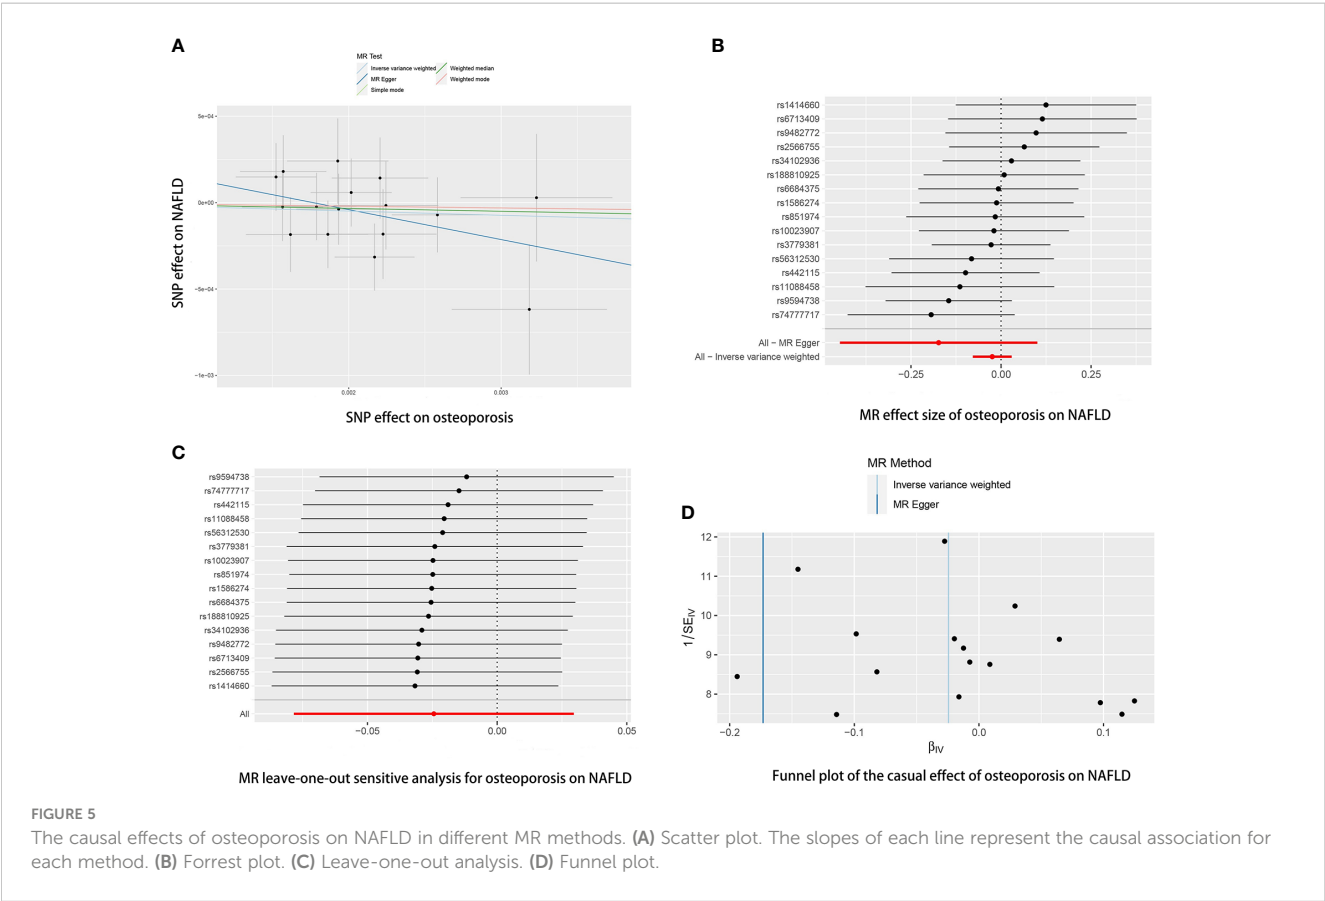 A
MR Test
Inverse variance weighted
Weighted median
MR Egger
Weighted mode
Simple mode
5e−04
0e+00
−5e−04
−1e−03
SNP effect on NAFLD
0.002
0.003
SNP effect on osteoporosis
B
rs1414660
rs6713409
rs9482772
rs2566755
rs34102936
rs188810925
rs6684375
rs1586274
rs851974
rs10023907
rs3779381
rs56312530
rs442115
rs11088458
rs9594738
rs74777717
All − MR Egger
All − Inverse variance weighted
−0.25
0.00
0.25
MR effect size of osteoporosis on NAFLD
C
rs9594738
rs74777717
rs442115
rs11088458
rs56312530
rs3779381
rs10023907
rs851974
rs1586274
rs6684375
rs188810925
rs34102936
rs9482772
rs6713409
rs2566755
rs1414660
All
−0.05
0.00
0.05
MR leave-one-out sensitive analysis for osteoporosis on NAFLD
D
MR Method
Inverse variance weighted
MR Egger
12
11
10
9
8
1/SE_IV
−0.2
−0.1
0.0
0.1
β_IV
Funnel plot of the casual effect of osteoporosis on NAFLD
FIGURE 5
The causal effects of osteoporosis on NAFLD in different MR methods. (A) Scatter plot. The slopes of each line represent the causal association for
each method. (B) Forrest plot. (C) Leave-one-out analysis. (D) Funnel plot.